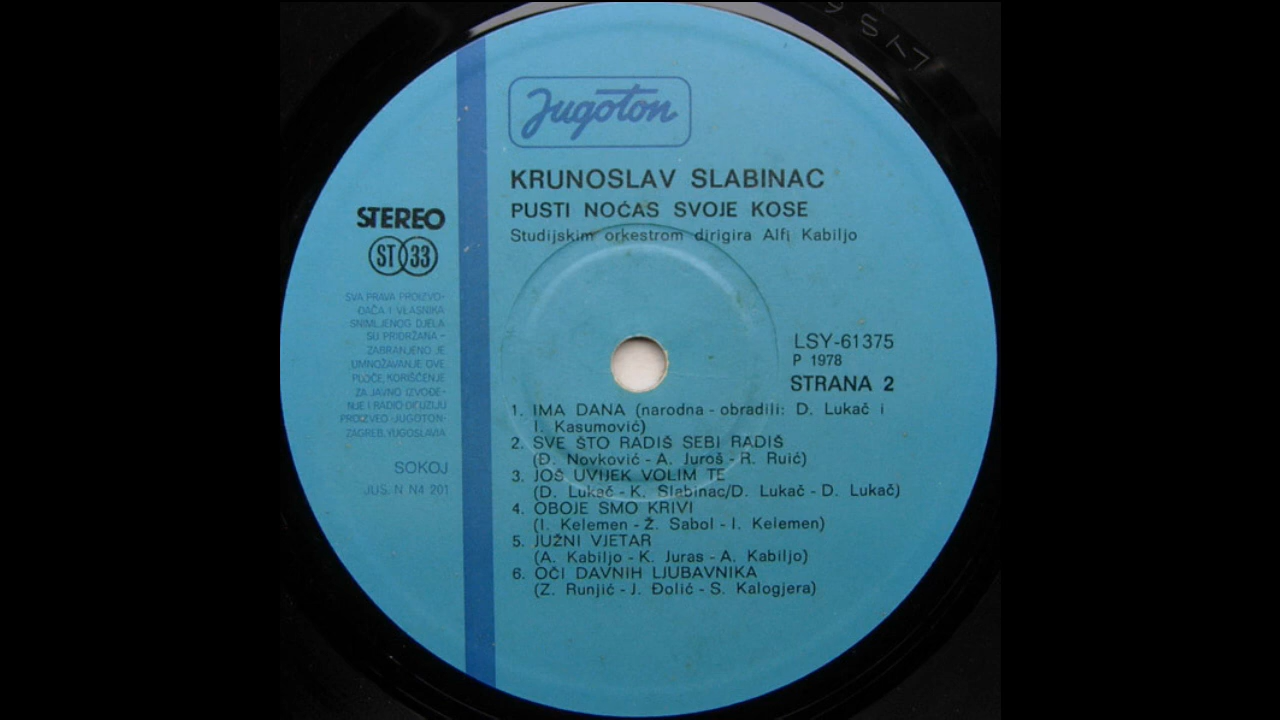 Jugoton
KRUNOSLAV SLABINAC
PUSTI NOĆAS SVOJE KOSE
Studijskim orkestrom dirigira Alfi Kabiljo
STEREO
ST 33
SVA PRAVA PROIZVO-
ĐAČA I VLASNIKA
SNIMLJENOG DJELA
SU PRIDRŽANA -
ZABRANJENO JE
UMNOŽAVANJE OVE
PLOČE, KORIŠĆENJE
ZA JAVNO IZVOĐE-
NJE I RADIO DIFUZIJU
PROIZVEO »JUGOTON«
ZAGREB, YUGOSLAVIA
SOKOJ
JUS. N N4 201
LSY-61375
P 1978
STRANA 2
1. IMA DANA (narodna - obradili: D. Lukač i
I. Kasumović)
2. SVE ŠTO RADIŠ SEBI RADIŠ
(Đ. Novković - A. Juroš - R. Ruić)
3. JOŠ UVIJEK VOLIM TE
(D. Lukač - K. Slabinac/D. Lukač - D. Lukač)
4. OBOJE SMO KRIVI
(I. Kelemen - Ž. Sabol - I. Kelemen)
5. JUŽNI VJETAR
(A. Kabiljo - K. Juras - A. Kabiljo)
6. OČI DAVNIH LJUBAVNIKA
(Z. Runjić - J. Đolić - S. Kalogjera)